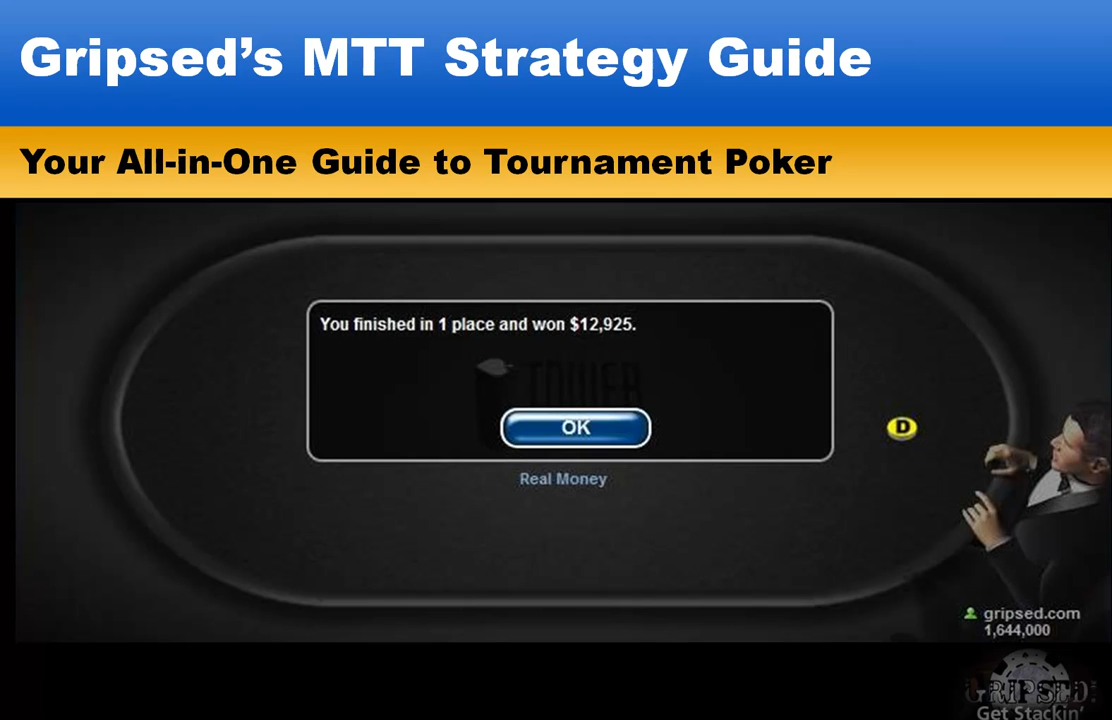 Gripsed’s MTT Strategy Guide
Your All-in-One Guide to Tournament Poker
You finished in 1 place and won $12,925.
TOWER
OK
D
Real Money
gripsed.com
1,644,000
GRIPSED
Get Stackin'